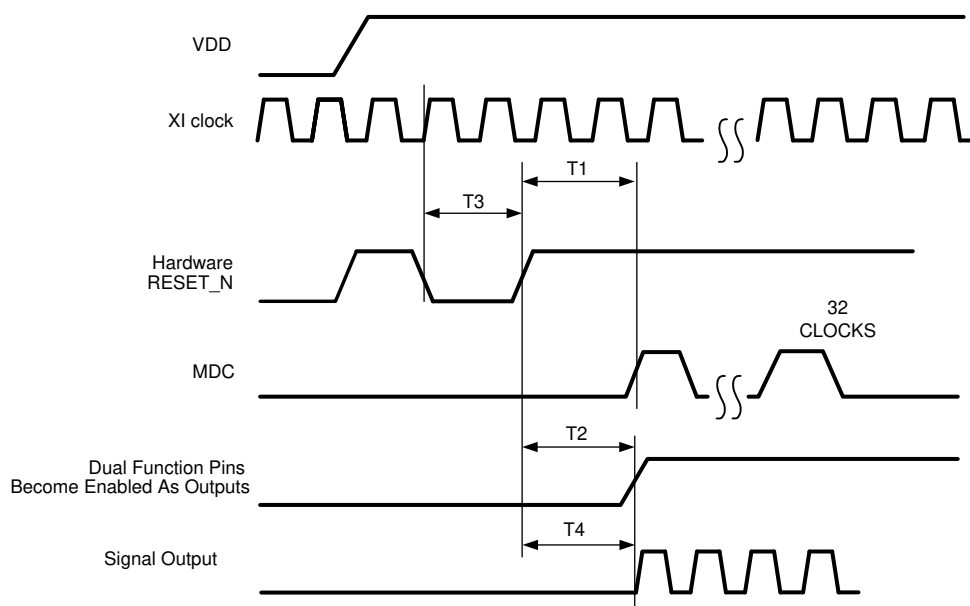 VDD
XI clock
T1
T3
Hardware
RESET_N
32
CLOCKS
MDC
T2
Dual Function Pins
Become Enabled As Outputs
T4
Signal Output